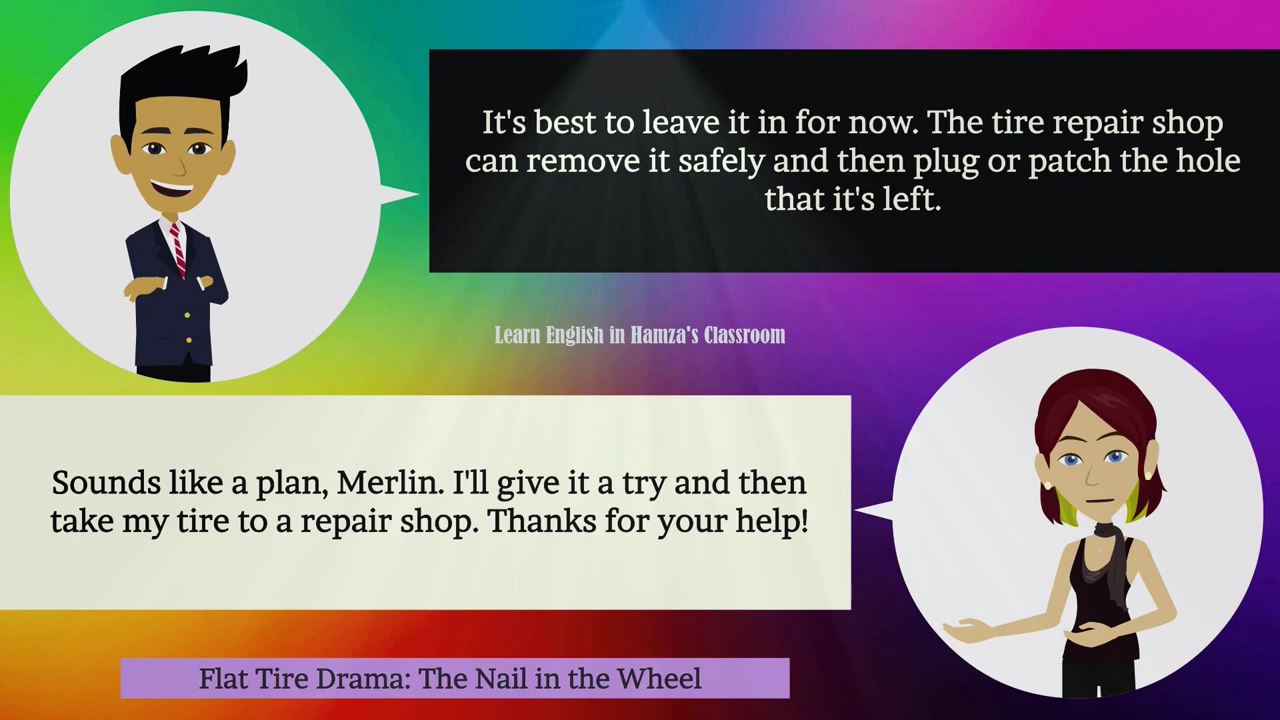 It's best to leave it in for now. The tire repair shop
can remove it safely and then plug or patch the hole
that it's left.
Learn English in Hamza's Classroom
Sounds like a plan, Merlin. I'll give it a try and then
take my tire to a repair shop. Thanks for your help!
Flat Tire Drama: The Nail in the Wheel